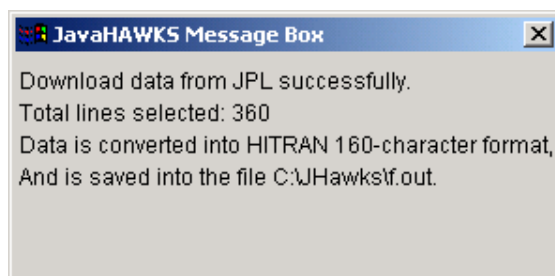 JavaHAWKS Message Box
Download data from JPL successfully.
Total lines selected: 360
Data is converted into HITRAN 160-character format,
And is saved into the file C:\JHawks\f.out.